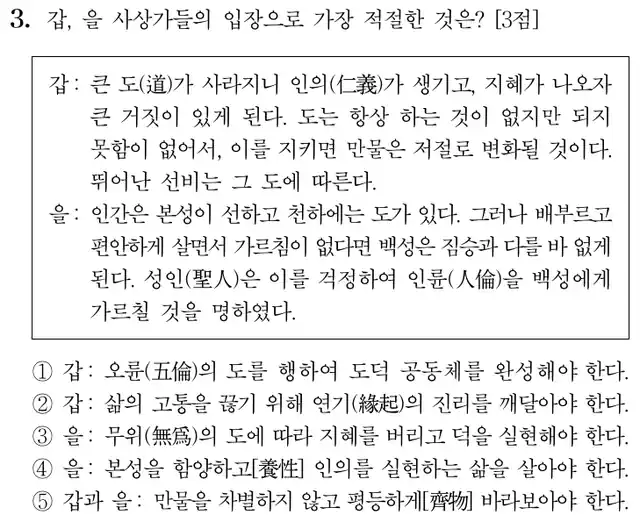 3. 갑, 을 사상가들의 입장으로 가장 적절한 것은? [3점]
갑: 큰 도(道)가 사라지니 인의(仁義)가 생기고, 지혜가 나오자
큰 거짓이 있게 된다. 도는 항상 하는 것이 없지만 되지
못함이 없어서, 이를 지키면 만물은 저절로 변화될 것이다.
뛰어난 선비는 그 도에 따른다.
을: 인간은 본성이 선하고 천하에는 도가 있다. 그러나 배부르고
편안하게 살면서 가르침이 없다면 백성은 짐승과 다를 바 없게
된다. 성인(聖人)은 이를 걱정하여 인륜(人倫)을 백성에게
가르칠 것을 명하였다.
① 갑: 오륜(五倫)의 도를 행하여 도덕 공동체를 완성해야 한다.
② 갑: 삶의 고통을 끊기 위해 연기(緣起)의 진리를 깨달아야 한다.
③ 을: 무위(無爲)의 도에 따라 지혜를 버리고 덕을 실현해야 한다.
④ 을: 본성을 함양하고[養性] 인의를 실현하는 삶을 살아야 한다.
⑤ 갑과 을: 만물을 차별하지 않고 평등하게[齊物] 바라보아야 한다.